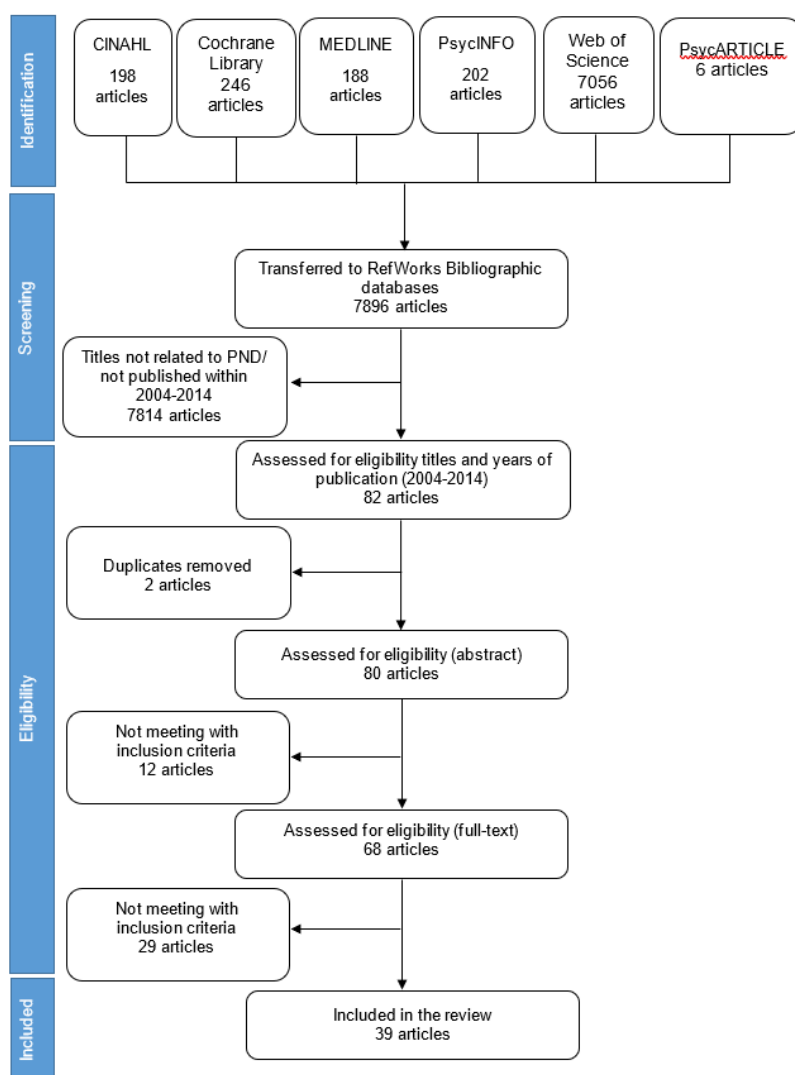 Identification
CINAHL
198
articles
Cochrane
Library
246
articles
MEDLINE
188
articles
PsycINFO
202
articles
Web of
Science
7056
articles
PsycARTICLE
6 articles
Screening
Transferred to RefWorks Bibliographic
databases
7896 articles
Titles not related to PND/
not published within
2004-2014
7814 articles
Eligibility
Assessed for eligibility titles and years of
publication (2004-2014)
82 articles
Duplicates removed
2 articles
Assessed for eligibility (abstract)
80 articles
Not meeting with
inclusion criteria
12 articles
Assessed for eligibility (full-text)
68 articles
Not meeting with
inclusion criteria
29 articles
Included
Included in the review
39 articles